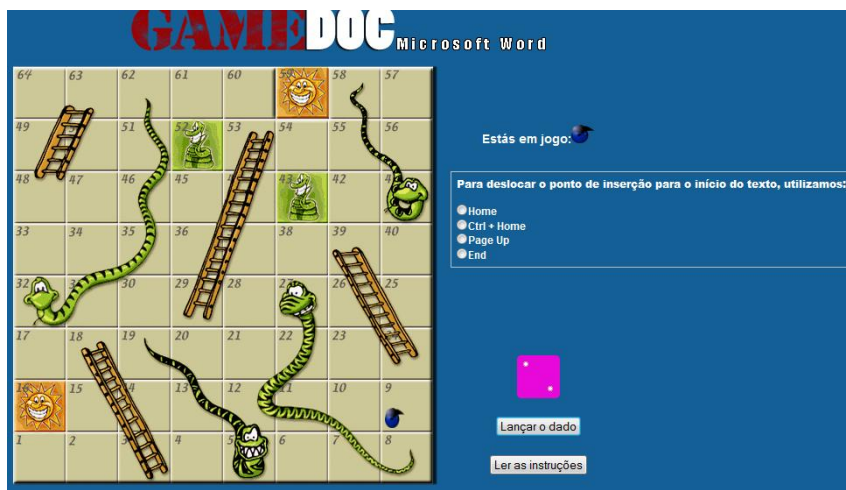 GAMEDOC Microsoft Word
64 63 62 61 60 59 58 57
49 51 52 53 54 55 56
48 47 46 45 43 42
33 34 35 36 38 39 40
32 30 29 28 27 26 25
17 18 19 20 21 22 23
16 15 14 13 12 11 10 9
1 2 3 4 5 6 7 8
Estás em jogo:
Para deslocar o ponto de inserção para o início do texto, utilizamos:
Home
Ctrl + Home
Page Up
End
Lançar o dado
Ler as instruções